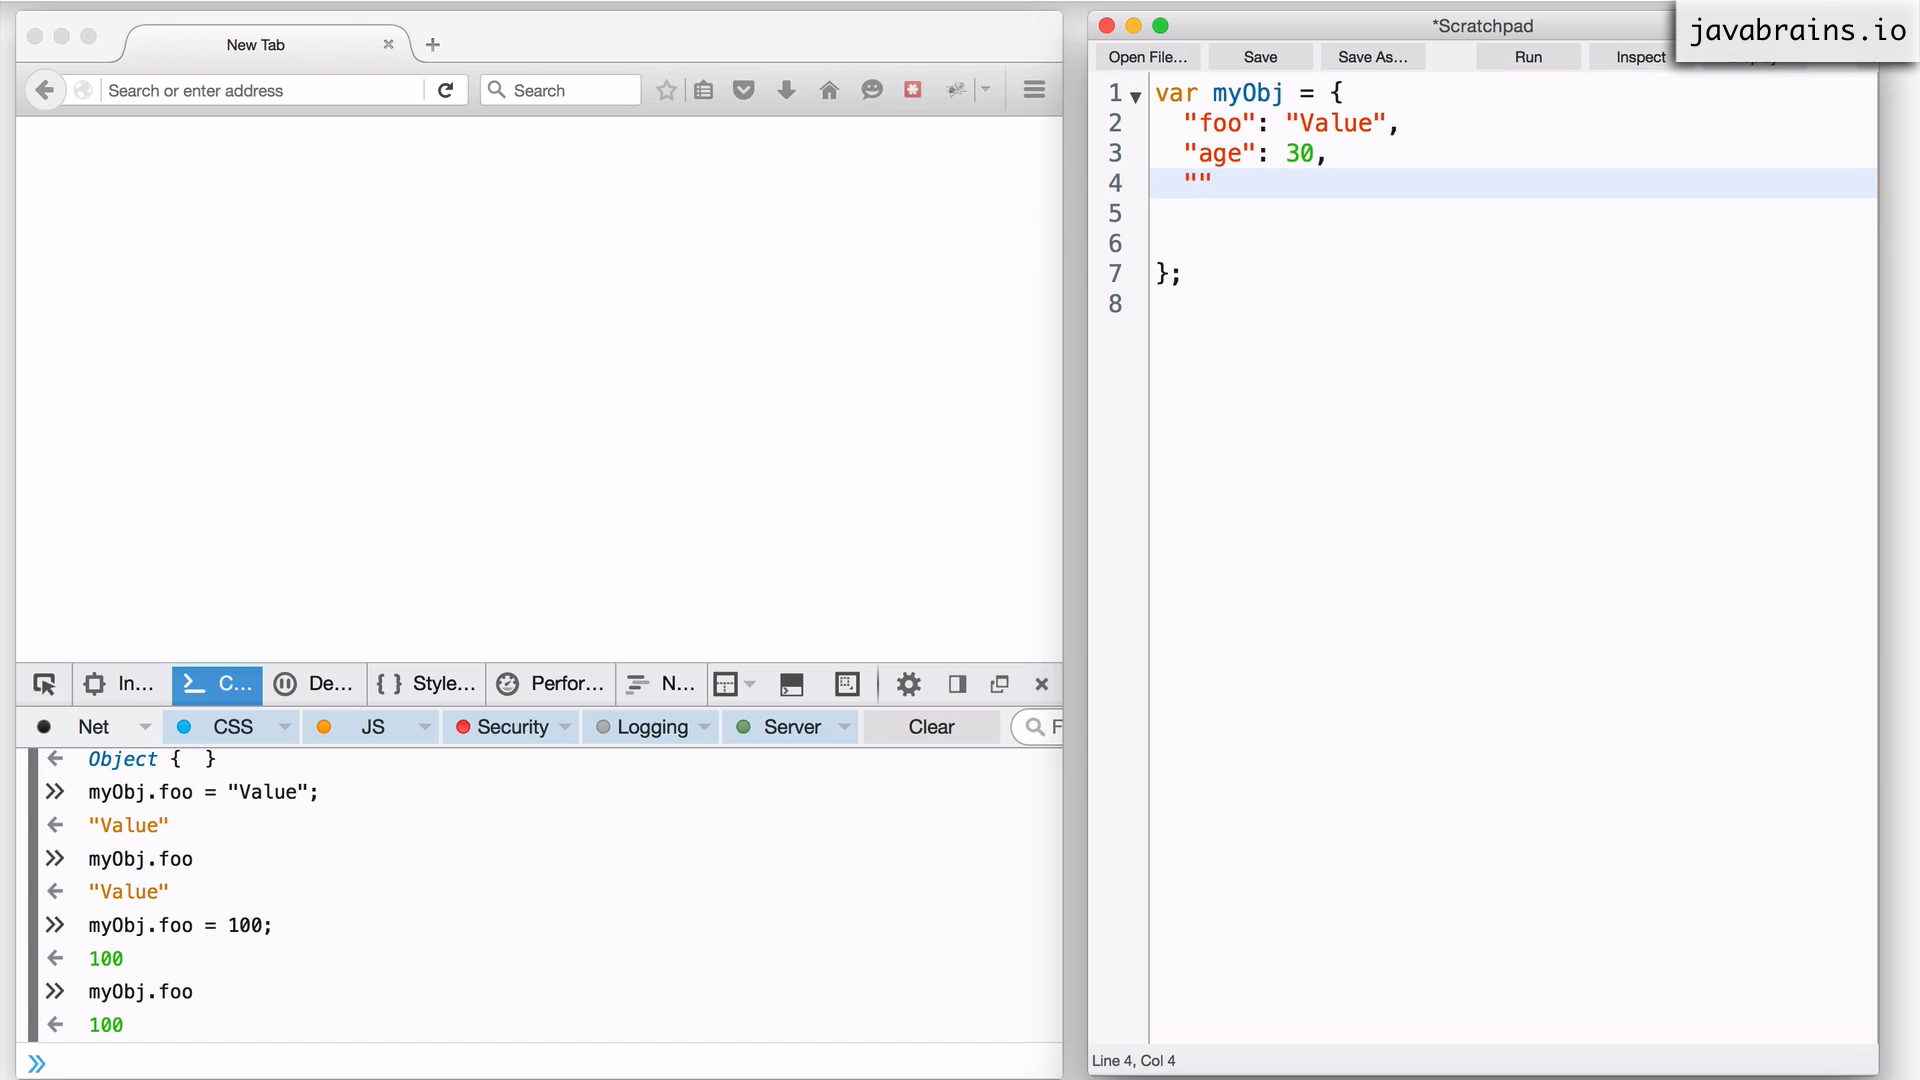 New Tab
Search or enter address
Search
In...
C...
De...
Style...
Perfor...
N...
Net
CSS
JS
Security
Logging
Server
Clear
F
Object { }
myObj.foo = "Value";
"Value"
myObj.foo
"Value"
myObj.foo = 100;
100
myObj.foo
100
*Scratchpad
javabrains.io
Open File...
Save
Save As...
Run
Inspect
1 var myObj = {
2 "foo": "Value",
3 "age": 30,
4 ""
5
6
7 };
8
Line 4, Col 4